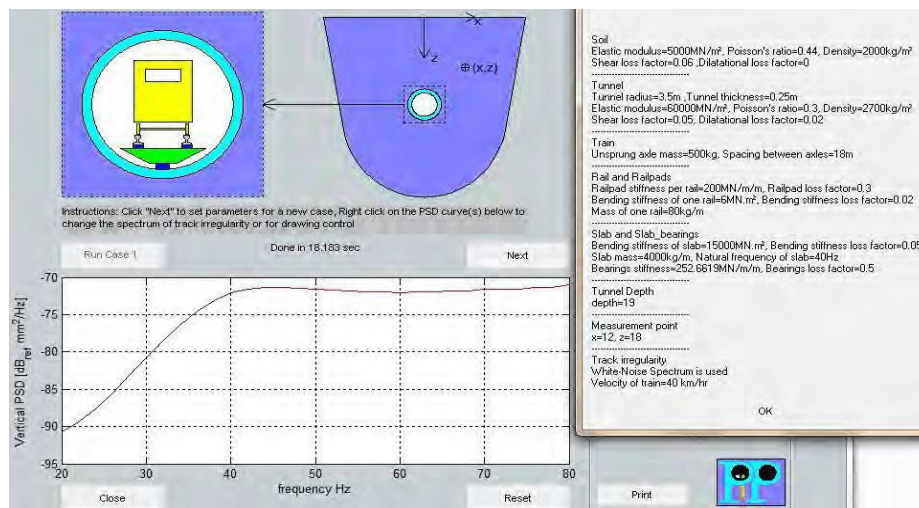 x
z
⊕(x,z)
Instructions: Click "Next" to set parameters for a new case, Right click on the PSD curve(s) below to
change the spectrum of track irregularity or for drawing control
Run Case 1
Done in 18.183 sec
Next
-70
-75
-80
-85
-90
-95
Vertical PSD [dBref mm²/Hz]
20 30 40 50 60 70 80
frequency Hz
Close
Reset
Soil
Elastic modulus=5000MN/m², Poisson's ratio=0.44, Density=2000kg/m³
Shear loss factor=0.06 ,Dilatational loss factor=0
-------------------------------
Tunnel
Tunnel radius=3.5m ,Tunnel thickness=0.25m
Elastic modulus=60000MN/m², Poisson's ratio=0.3, Density=2700kg/m³
Shear loss factor=0.05, Dilatational loss factor=0.02
-------------------------------
Train
Unsprung axle mass=500kg, Spacing between axles=18m
-------------------------------
Rail and Railpads
Railpad stiffness per rail=200MN/m/m, Railpad loss factor=0.3
Bending stiffness of one rail=6MN.m², Bending stiffness loss factor=0.02
Mass of one rail=80kg/m
-------------------------------
Slab and Slab_bearings
Bending stiffness of slab=15000MN.m², Bending stiffness loss factor=0.05
Slab mass=4000kg/m, Natural frequency of slab=40Hz
Bearings stiffness=252.6619MN/m/m, Bearings loss factor=0.5
-------------------------------
Tunnel Depth
depth=19
-------------------------------
Measurement point
x=12, z=18
-------------------------------
Track irregularity
White-Noise Spectrum is used
Velocity of train=40 km/hr
OK
Print
PiP